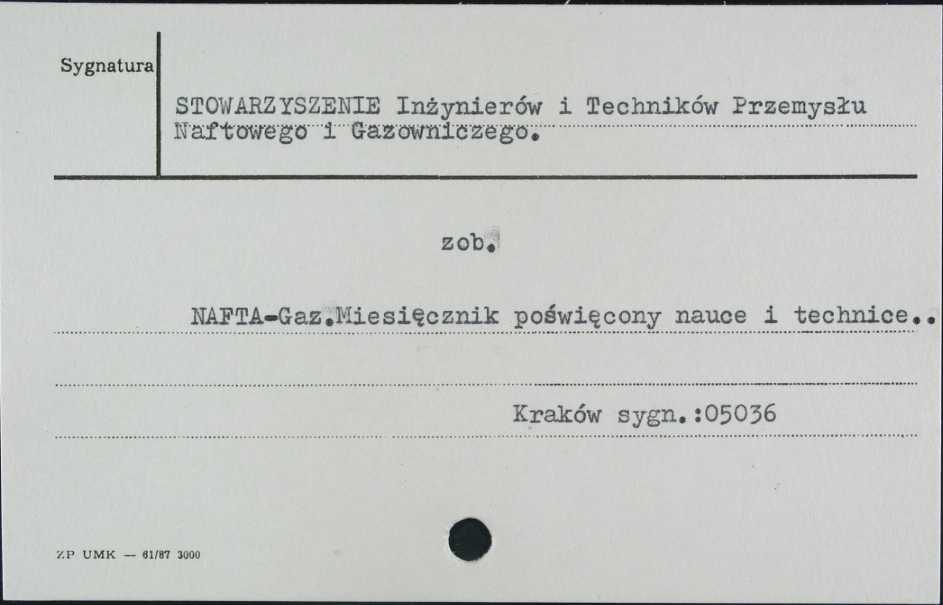 Sygnatura
STOWARZYSZENIE Inżynierów i Techników Przemysłu
Naftowego i Gazowniczego.
zob.
NAFTA-Gaz.Miesięcznik poświęcony nauce i technice..
Kraków sygn.:05036
ZP UMK — 61/87 3000